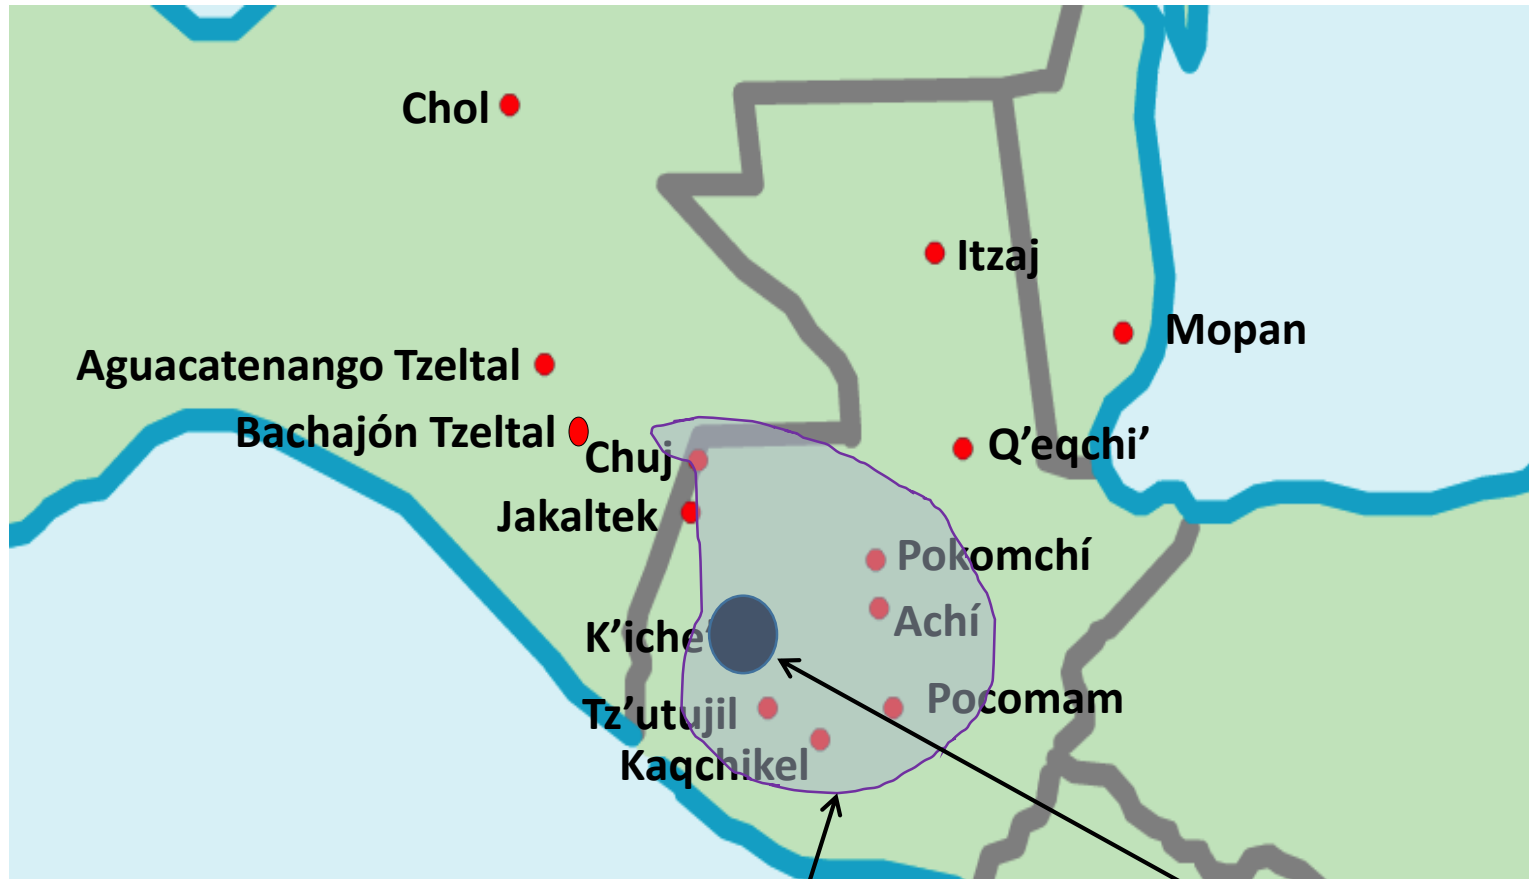 Chol
Itzaj
Mopan
Aguacatenango Tzeltal
Bachajón Tzeltal
Q’eqchi’
Chuj
Jakaltek
Pokomchí
Achí
K’iche’
Pocomam
Tz’utujil
Kaqchikel